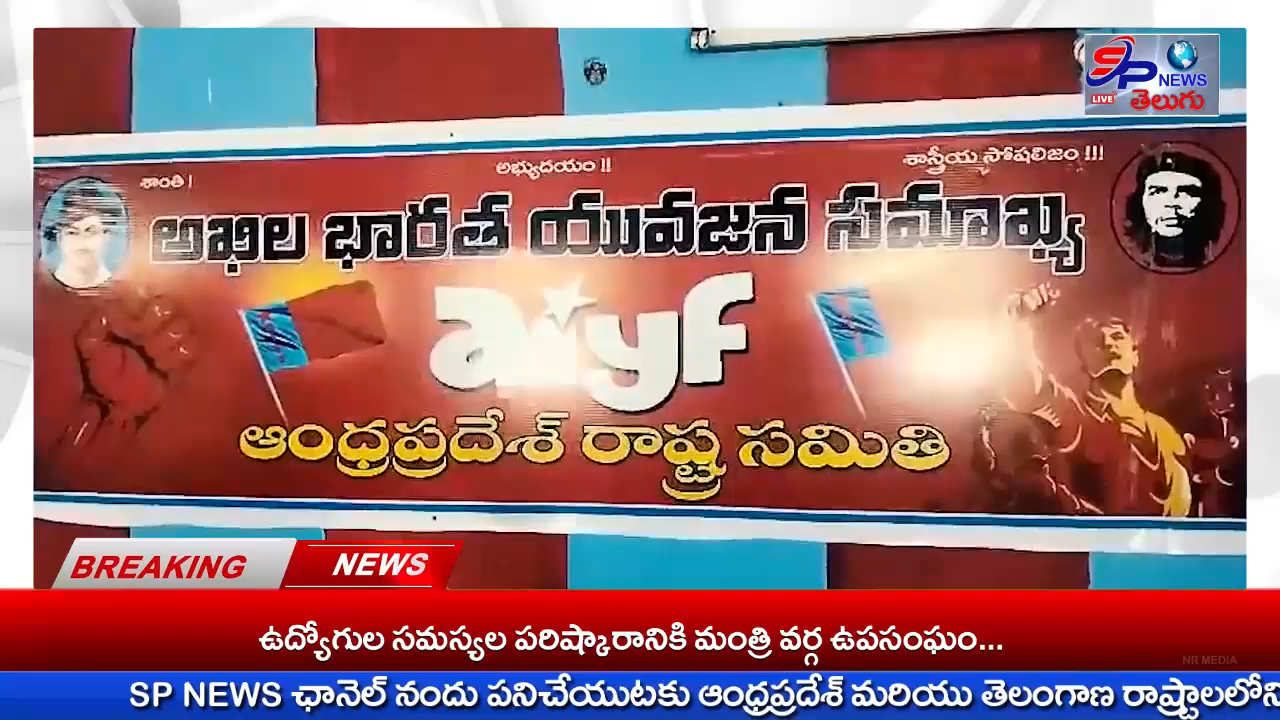 SP NEWS
LIVE తెలుగు
శాంతి ! అభ్యుదయం !! శాస్త్రీయ సోషలిజం !!!
అఖిల భారత యువజన సమాఖ్య
aiyf
ఆంధ్రప్రదేశ్ రాష్ట్ర సమితి
BREAKING NEWS
ఉద్యోగుల సమస్యల పరిష్కారానికి మంత్రి వర్గ ఉపసంఘం...
NR MEDIA
SP NEWS ఛానెల్ నందు పనిచేయుటకు ఆంధ్రప్రదేశ్ మరియు తెలంగాణ రాష్ట్రాలలోని